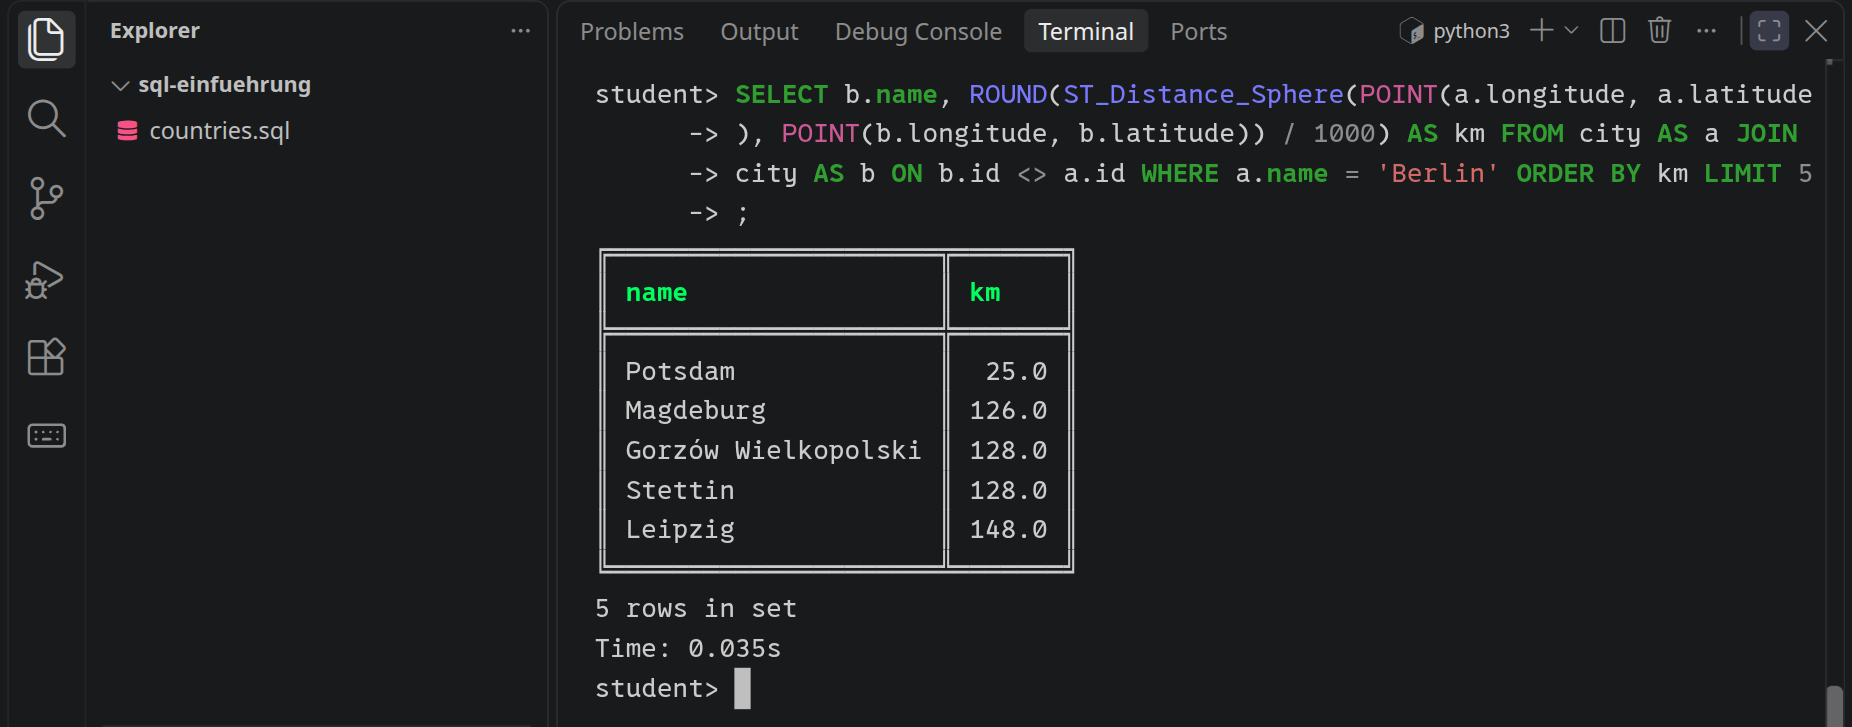 Explorer
sql-einfuehrung
countries.sql
Problems Output Debug Console Terminal Ports python3
student> SELECT b.name, ROUND(ST_Distance_Sphere(POINT(a.longitude, a.latitude
-> ), POINT(b.longitude, b.latitude)) / 1000) AS km FROM city AS a JOIN
-> city AS b ON b.id <> a.id WHERE a.name = 'Berlin' ORDER BY km LIMIT 5
-> ;
name km
Potsdam 25.0
Magdeburg 126.0
Gorzów Wielkopolski 128.0
Stettin 128.0
Leipzig 148.0
5 rows in set
Time: 0.035s
student>